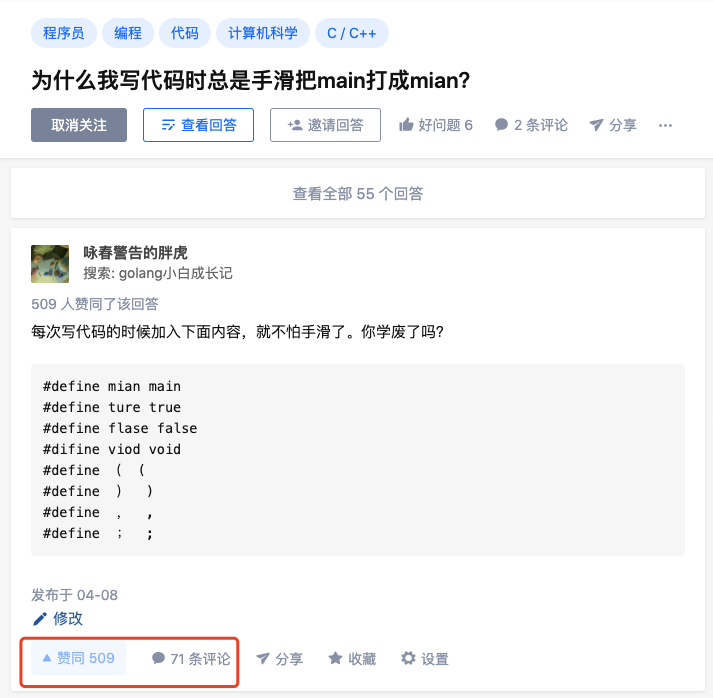 程序员 编程 代码 计算机科学 C / C++
为什么我写代码时总是手滑把main打成mian?
取消关注 查看回答 邀请回答 好问题 6 2 条评论 分享 ···
查看全部 55 个回答
咏春警告的胖虎
搜索: golang小白成长记
509 人赞同了该回答
每次写代码的时候加入下面内容，就不怕手滑了。你学废了吗?
#define mian main
#define ture true
#define flase false
#difine viod void
#define （ (
#define ） )
#define ， ,
#define ； ;
发布于 04-08
修改
赞同 509 71 条评论 分享 收藏 设置